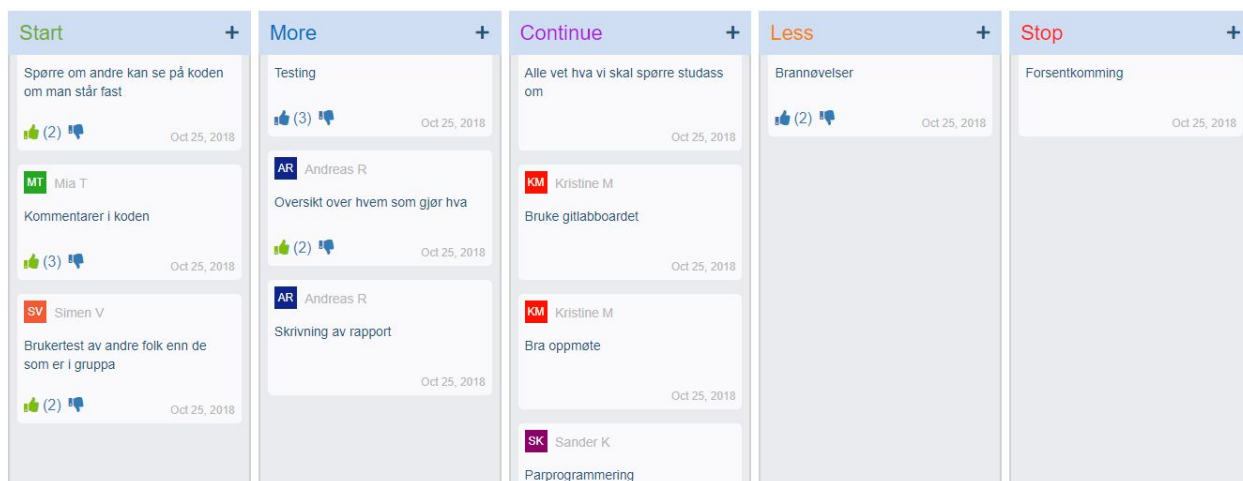 Start +
Spørre om andre kan se på koden
om man står fast
(2)
Oct 25, 2018
MT Mia T
Kommentarer i koden
(3)
Oct 25, 2018
SV Simen V
Brukertest av andre folk enn de
som er i gruppa
(2)
Oct 25, 2018
More +
Testing
(3)
Oct 25, 2018
AR Andreas R
Oversikt over hvem som gjør hva
(2)
Oct 25, 2018
AR Andreas R
Skrivning av rapport
Oct 25, 2018
Continue +
Alle vet hva vi skal spørre studass
om
Oct 25, 2018
KM Kristine M
Bruke gitlabboardet
Oct 25, 2018
KM Kristine M
Bra oppmøte
Oct 25, 2018
SK Sander K
Parprogrammering
Less +
Brannøvelser
(2)
Oct 25, 2018
Stop +
Forsentkomming
Oct 25, 2018